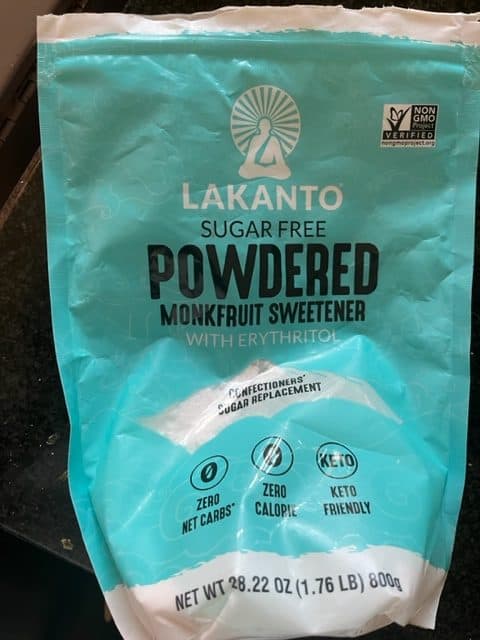 NON
GMO
Project
VERIFIED
nongmoproject.org
LAKANTO
SUGAR FREE
POWDERED
MONKFRUIT SWEETENER
WITH ERYTHRITOL
CONFECTIONERS'
SUGAR REPLACEMENT
0
ZERO
NET CARBS*
0
ZERO
CALORIE
KETO
KETO
FRIENDLY
NET WT 28.22 OZ (1.76 LB) 800g